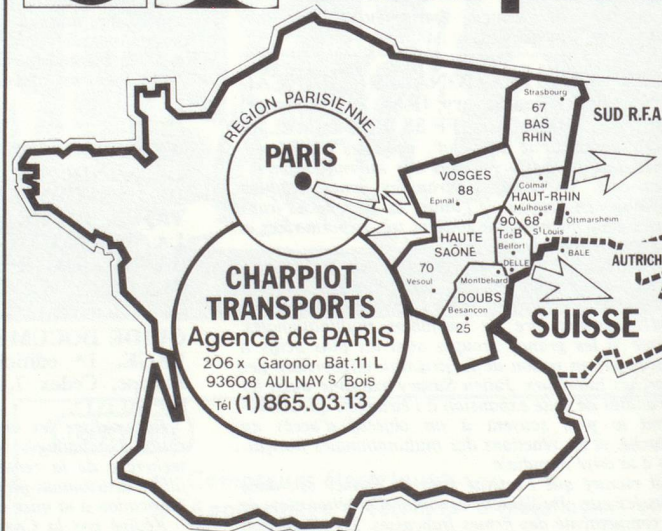 REGION PARISIENNE
PARIS
CHARPIOT
TRANSPORTS
Agence de PARIS
206 x Garonor Bât.11 L
93608 AULNAY S/ Bois
Tél (1) 865.03.13
Strasbourg
67
BAS
RHIN
SUD R.F.A
VOSGES
88
Epinal
Colmar
HAUT-RHIN
Mulhouse
68
Ottmarsheim
St Louis
90
T de B
Belfort
DELLE
BALE
AUTRICH
HAUTE
SAÔNE
70
Vesoul
Montbéliard
DOUBS
Besançon
25
SUISSE